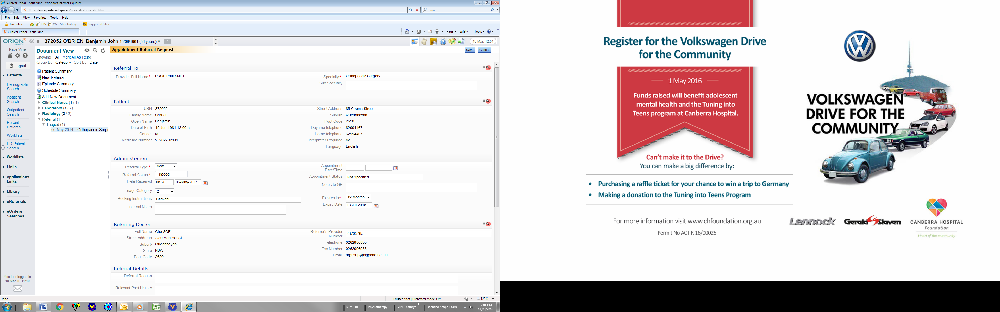 Clinical Portal - Katie Vine - Windows Internet Explorer
http://clinicalportal.act.gov.au/concerto/Concerto.htm
Bing
File Edit View Favorites Tools Help
Favorites CIS Web Slice Gallery Suggested Sites
Clinical Portal - Katie Vine
Page Safety Tools
ORION HEALTH
372052 O'BRIEN, Benjamin John 15/06/1961 (54 years) M
18-Mar, 12:01
Katie Vine
Logout
Patients
Demographic Search
Inpatient Search
Outpatient Search
Recent Patients
Worklists
ED Patient Search
Worklists
Links
Applications Links
Library
eReferrals
eOrders Searches
You last logged in
18-Mar-16 11:10
Document View
Showing All Mark All As Read
Group By Category Sort By Date
Patient Summary
New Referral
Episode Summary
Schedule Summary
Add New Document
Clinical Notes (1 / 1)
Laboratory (7 / 7)
Radiology (3 / 3)
Referral (1)
Triaged (1)
06-May-2014 Orthopaedic Surge
Appointment Referral Request
Save Cancel
Referral To
Provider Full Name* PROF Paul SMITH
Specialty* Orthopaedic Surgery
Sub Specialty
Patient
URN 372052
Family Name O'Brien
Given Name Benjamin
Date of Birth 15-Jun-1961 12:00 a.m.
Gender M
Medicare Number 25202732341
Street Address 65 Cooma Street
Suburb Queanbeyan
Post Code 2620
Daytime telephone 62994467
Home telephone 62994467
Interpreter Required No
Language English
Administration
Referral Type* New
Referral Status* Triaged
Date Received 08:26 06-May-2014
Triage Category 2
Booking Instructions Damiani
Internal Notes
Appointment Date/Time
Appointment Status Not Specified
Notes to GP
Expires In* 12 Months
Expiry Date 13-Jul-2015
Referring Doctor
Full Name Cho SOE
Street Address 2/80 Morisset St
Suburb Queanbeyan
State NSW
Post Code 2620
Referrer's Provider Number 2870576x
Telephone 0262996990
Fax Number 0262996933
Email argusbp@bigpond.net.au
Referral Details
Referral Reason
Relevant Past History
Done
Trusted sites | Protected Mode: Off
120%
KTV (H:) Physiotherapy VINE, Kathryn Extended Scope Team
12:01 PM
18/03/2016
Register for the Volkswagen Drive
for the Community
1 May 2016
Funds raised will benefit adolescent
mental health and the Tuning into
Teens program at Canberra Hospital.
Can't make it to the Drive?
You can make a big difference by:
• Purchasing a raffle ticket for your chance to win a trip to Germany
• Making a donation to the Tuning into Teens Program
For more information visit www.chfoundation.org.au
Permit No ACT R 16/00025
VOLKSWAGEN
DRIVE FOR THE
COMMUNITY
Lennock
Gerald Slaven
CANBERRA HOSPITAL
Foundation
Heart of the community